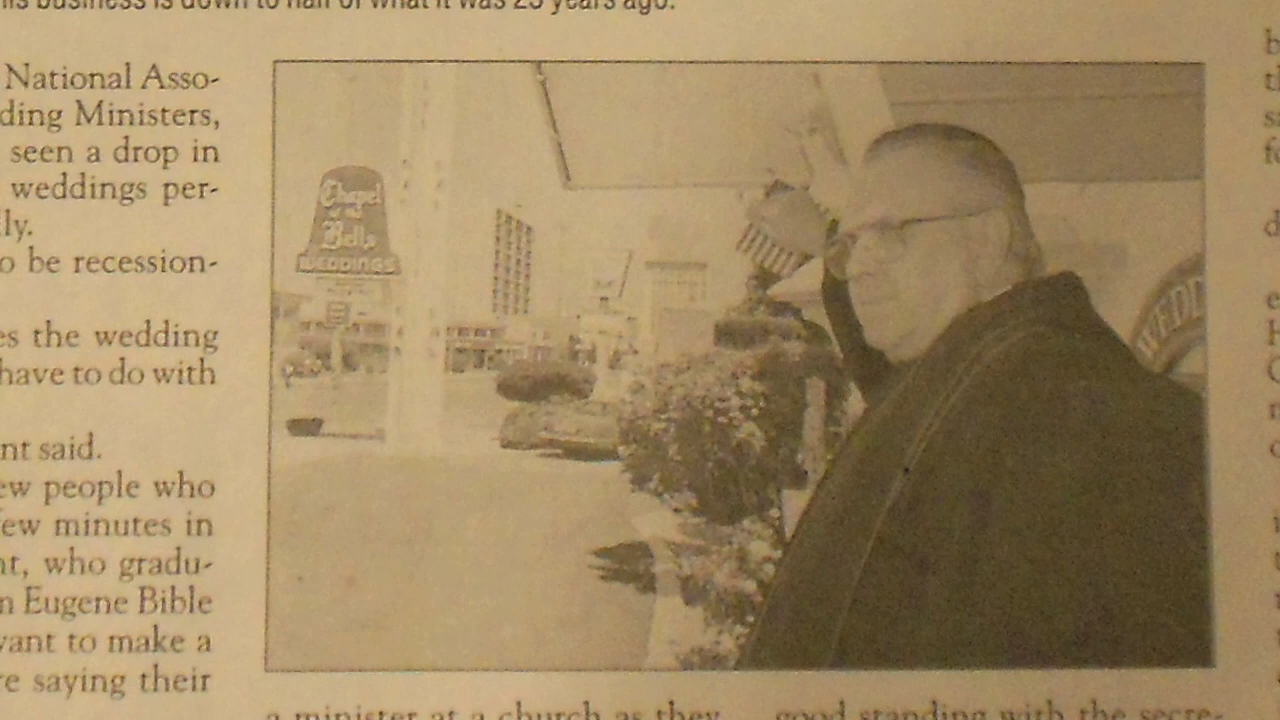 his business is down to half of what it was 25 years ago.
National Asso-
ding Ministers,
seen a drop in
weddings per-
lly.
o be recession-
es the wedding
have to do with
nt said.
ew people who
few minutes in
nt, who gradu-
n Eugene Bible
want to make a
re saying their
Chapel
of the
Bells
WEDDINGS
WEDD
a minister at a church as they
good standing with the secre-